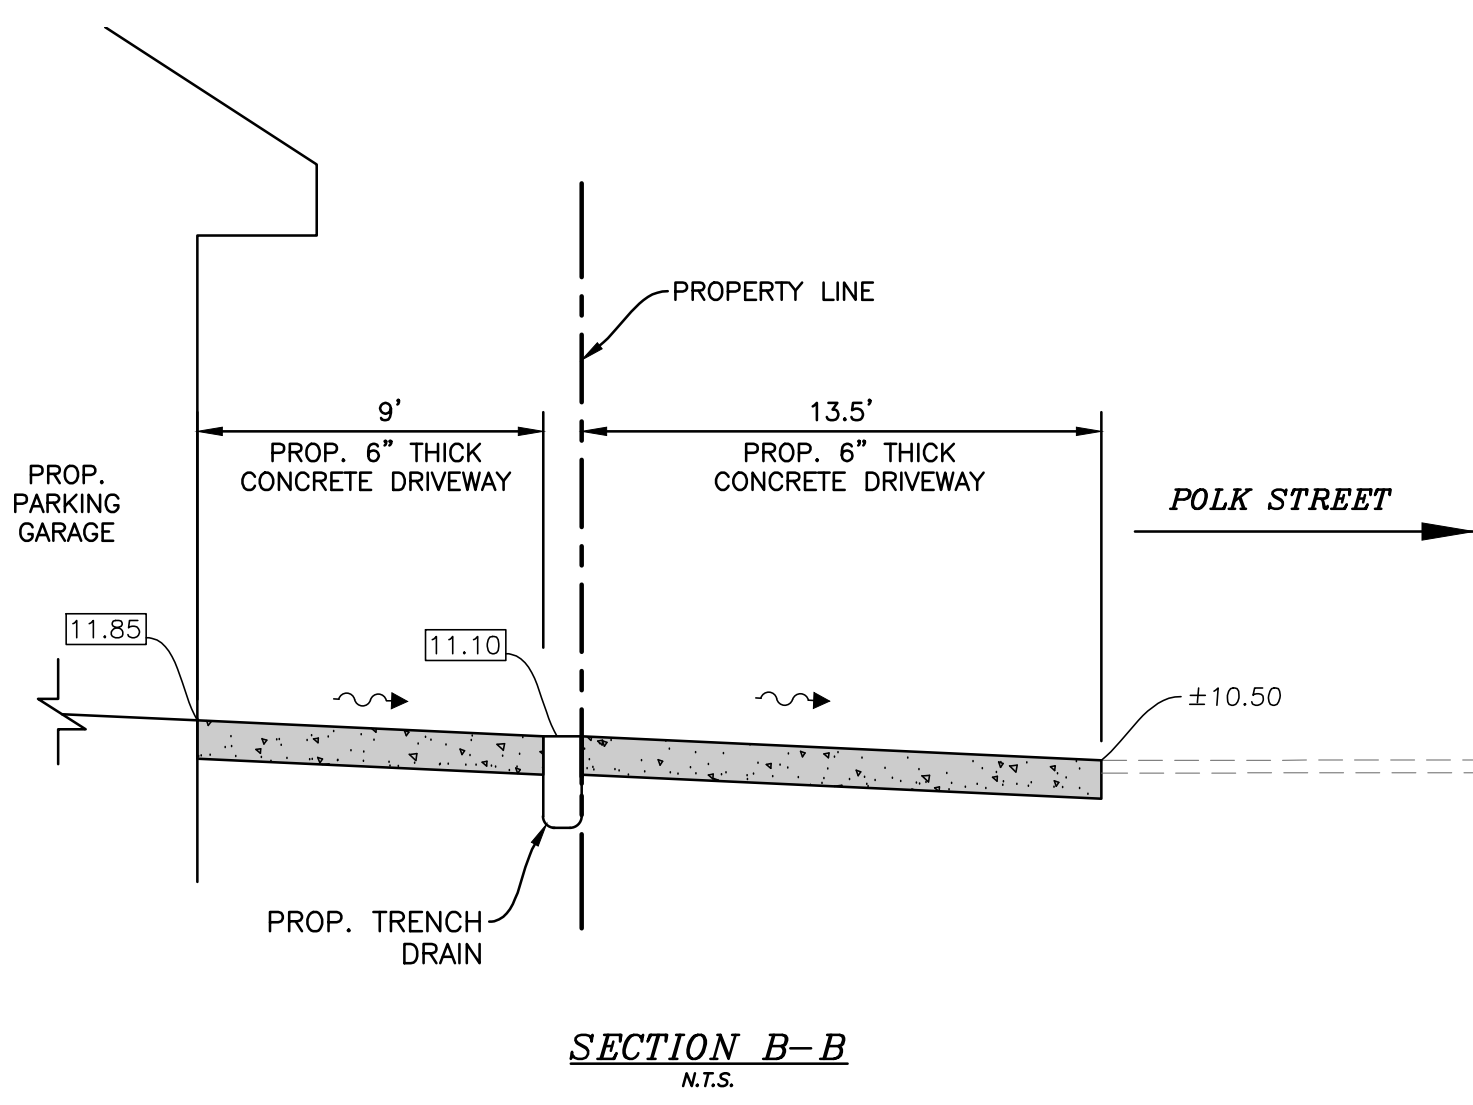 PROPERTY LINE
9'
PROP. 6" THICK
CONCRETE DRIVEWAY
13.5'
PROP. 6" THICK
CONCRETE DRIVEWAY
PROP.
PARKING
GARAGE
POLK STREET
11.85
11.10
±10.50
PROP. TRENCH
DRAIN
SECTION B-B
N.T.S.